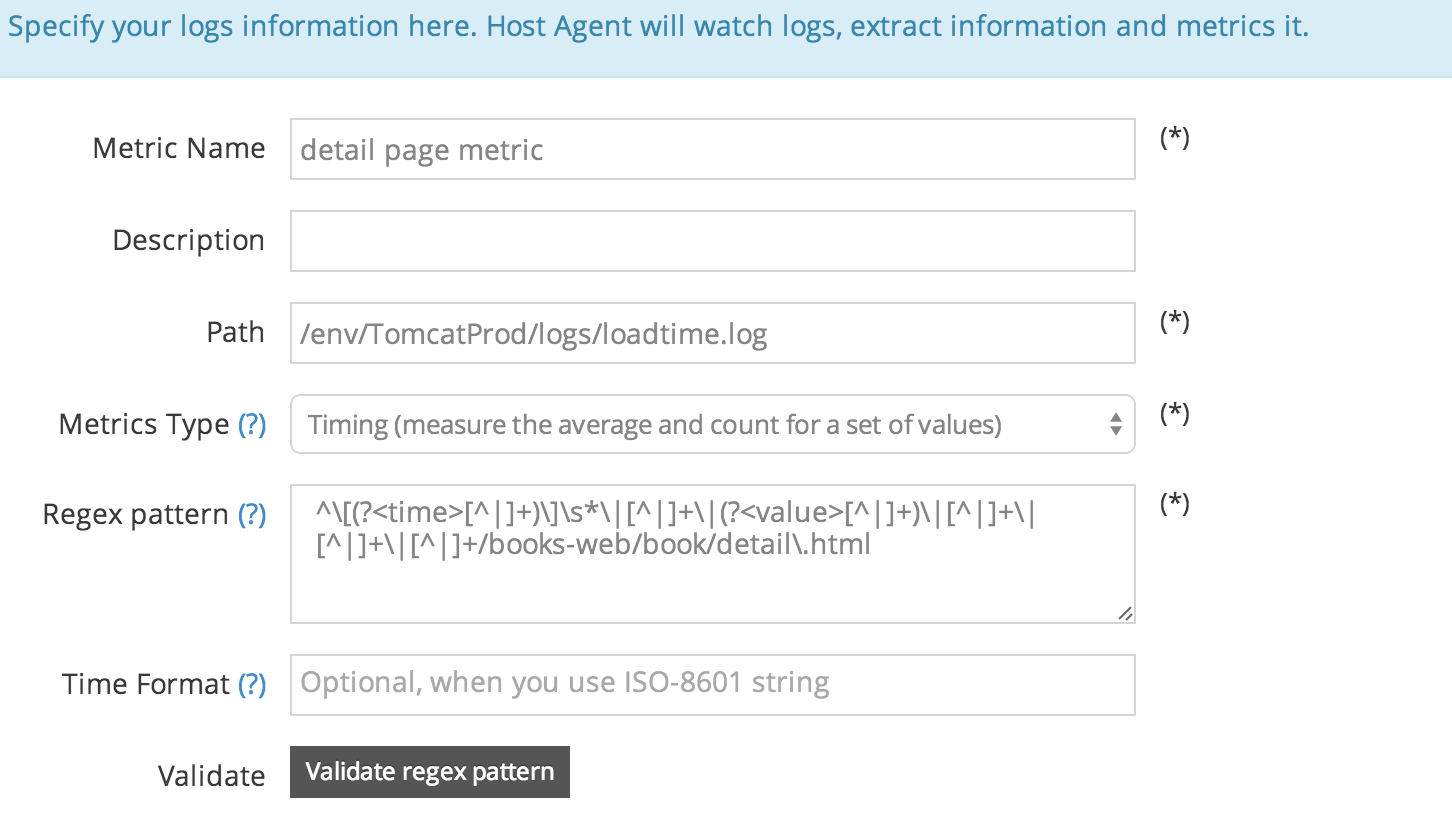 Specify your logs information here. Host Agent will watch logs, extract information and metrics it.
Metric Name detail page metric (*)
Description
Path /env/TomcatProd/logs/loadtime.log (*)
Metrics Type (?) Timing (measure the average and count for a set of values) (*)
Regex pattern (?) ^\[(?<time>[^|]+)\]\s*\|[^|]+\|(?<value>[^|]+)\|[^|]+\| (*)
[^|]+\|[^|]+/books-web/book/detail\.html
Time Format (?) Optional, when you use ISO-8601 string
Validate Validate regex pattern